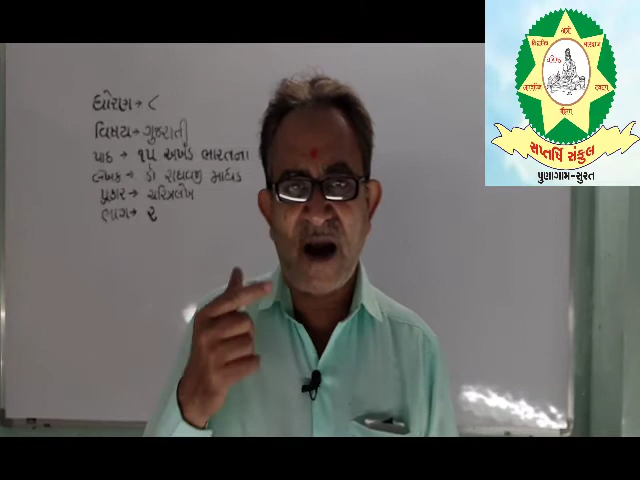 ધોરણ → ૮
વિષય → ગુજરાતી
પાઠ → ૧૫ અખંડ ભારતના
લેખક → ડૉ રાઘવજી માધડ
પ્રકાર → ચરિત્રલેખ
ભાગ → ૨
સપ્તર્ષિ સંકુલ
પુણાગામ-સુરત